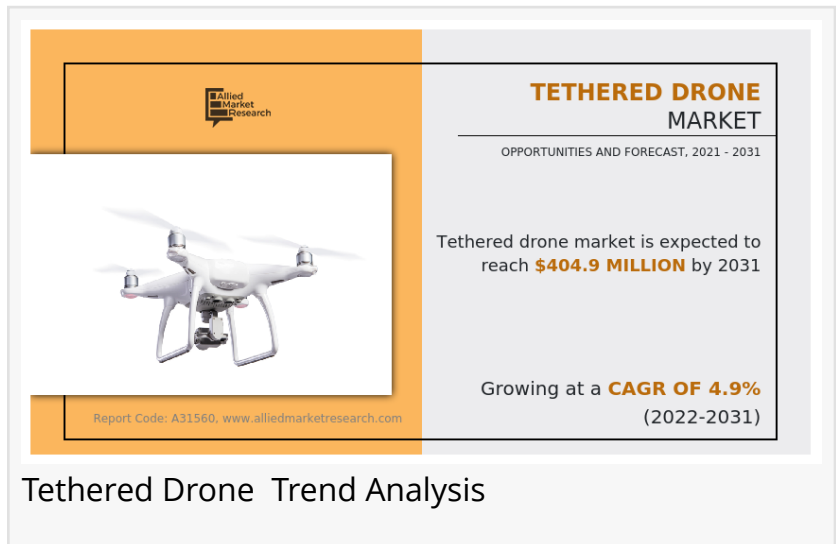 Allied
Market
Research
TETHERED DRONE
MARKET
OPPORTUNITIES AND FORECAST, 2021 - 2031
Tethered drone market is expected to
reach $404.9 MILLION by 2031
Growing at a CAGR OF 4.9%
(2022-2031)
Report Code: A31560, www.alliedmarketresearch.com
Tethered Drone  Trend Analysis